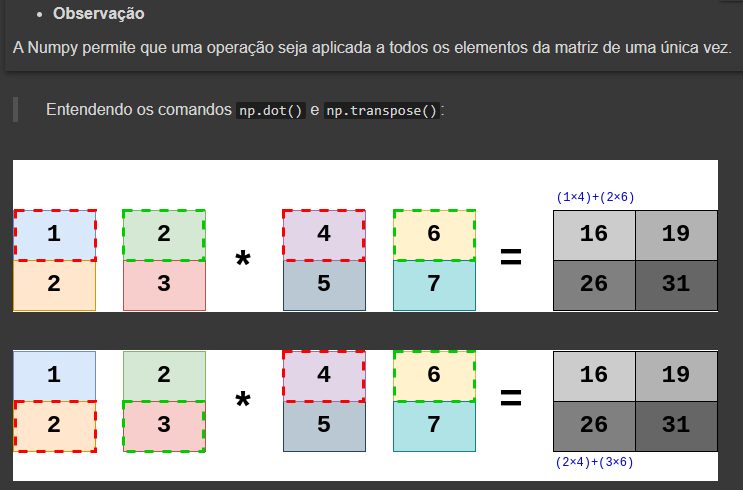 • Observação
A Numpy permite que uma operação seja aplicada a todos os elementos da matriz de uma única vez.
Entendendo os comandos np.dot() e np.transpose():
(1×4)+(2×6)
1 2 * 4 6 = 16 19
2 3 5 7 26 31
1 2 * 4 6 = 16 19
2 3 5 7 26 31
(2×4)+(3×6)